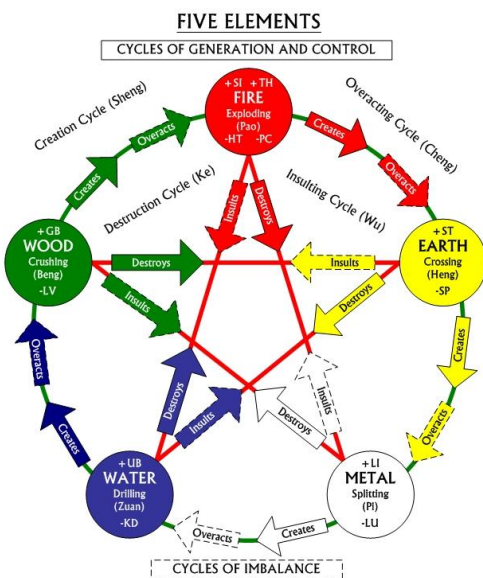 FIVE ELEMENTS
CYCLES OF GENERATION AND CONTROL
Creation Cycle (Sheng)
Overacting Cycle (Cheng)
Destruction Cycle (Ke)
Insulting Cycle (Wu)
+SI +TH
FIRE
Exploding
(Pao)
-HT -PC
Creates
Overacts
Insults
Destroys
+GB
WOOD
Crushing
(Beng)
-LV
Creates
Overacts
Destroys
Insults
+ST
EARTH
Crossing
(Heng)
-SP
Insults
Destroys
Creates
Overacts
+UB
WATER
Drilling
(Zuan)
-KD
Overacts
Creates
Destroys
Insults
+LI
METAL
Splitting
(Pi)
-LU
Insults
Destroys
Creates
Overacts
CYCLES OF IMBALANCE